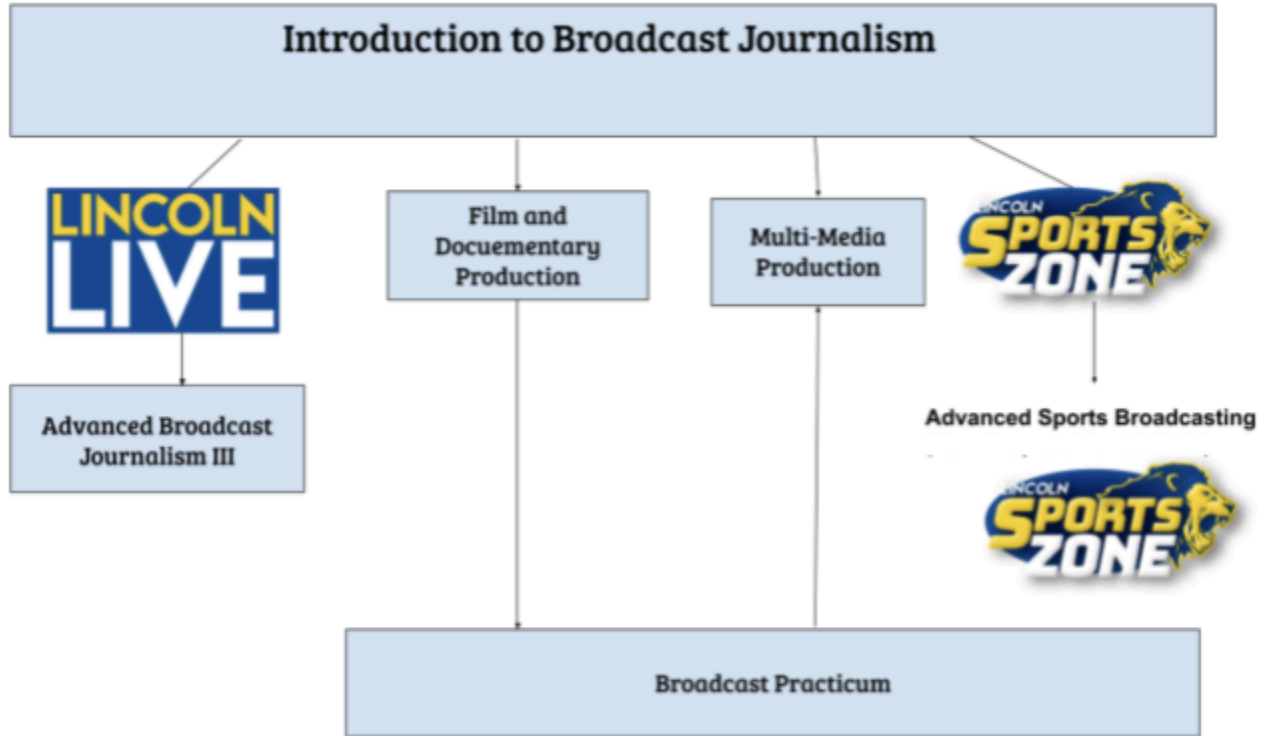 Introduction to Broadcast Journalism
LINCOLN
LIVE
Film and
Docuementary
Production
Multi-Media
Production
LINCOLN
SPORTS
ZONE
Advanced Broadcast
Journalism III
Advanced Sports Broadcasting
LINCOLN
SPORTS
ZONE
Broadcast Practicum